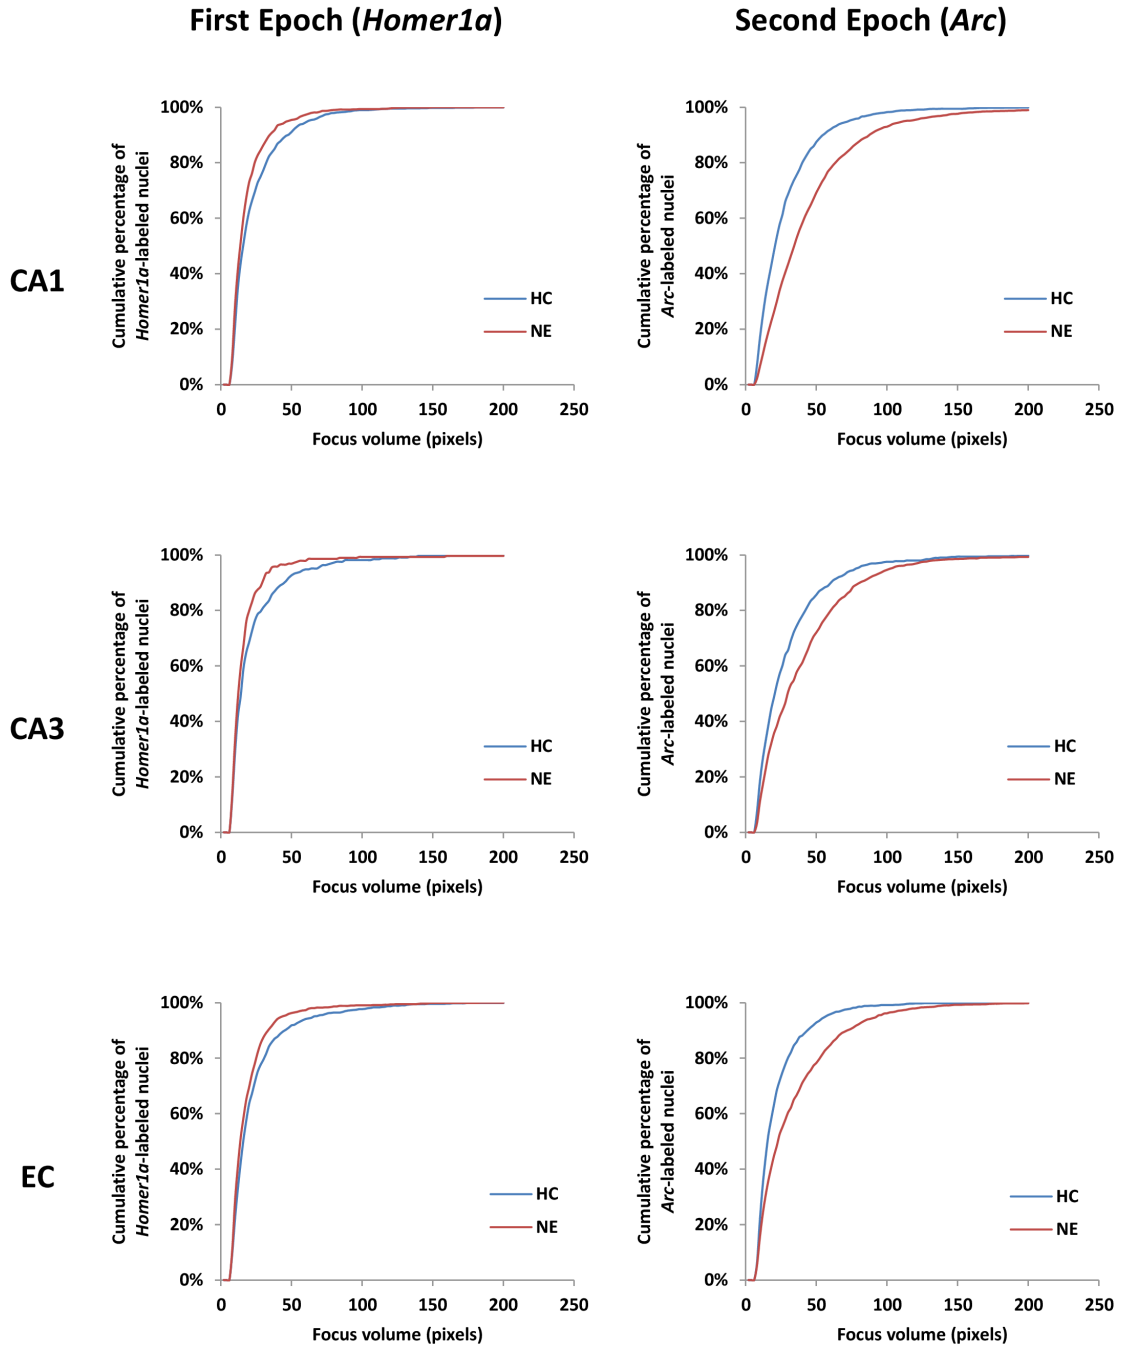 First Epoch (Homer1a)
Second Epoch (Arc)
CA1
Cumulative percentage of
Homer1a-labeled nuclei
100%
80%
60%
40%
20%
0%
HC
NE
0 50 100 150 200 250
Focus volume (pixels)
Cumulative percentage of
Arc-labeled nuclei
100%
80%
60%
40%
20%
0%
HC
NE
0 50 100 150 200 250
Focus volume (pixels)
CA3
Cumulative percentage of
Homer1a-labeled nuclei
100%
80%
60%
40%
20%
0%
HC
NE
0 50 100 150 200 250
Focus volume (pixels)
Cumulative percentage of
Arc-labeled nuclei
100%
80%
60%
40%
20%
0%
HC
NE
0 50 100 150 200 250
Focus volume (pixels)
EC
Cumulative percentage of
Homer1a-labeled nuclei
100%
80%
60%
40%
20%
0%
HC
NE
0 50 100 150 200 250
Focus volume (pixels)
Cumulative percentage of
Arc-labeled nuclei
100%
80%
60%
40%
20%
0%
HC
NE
0 50 100 150 200 250
Focus volume (pixels)